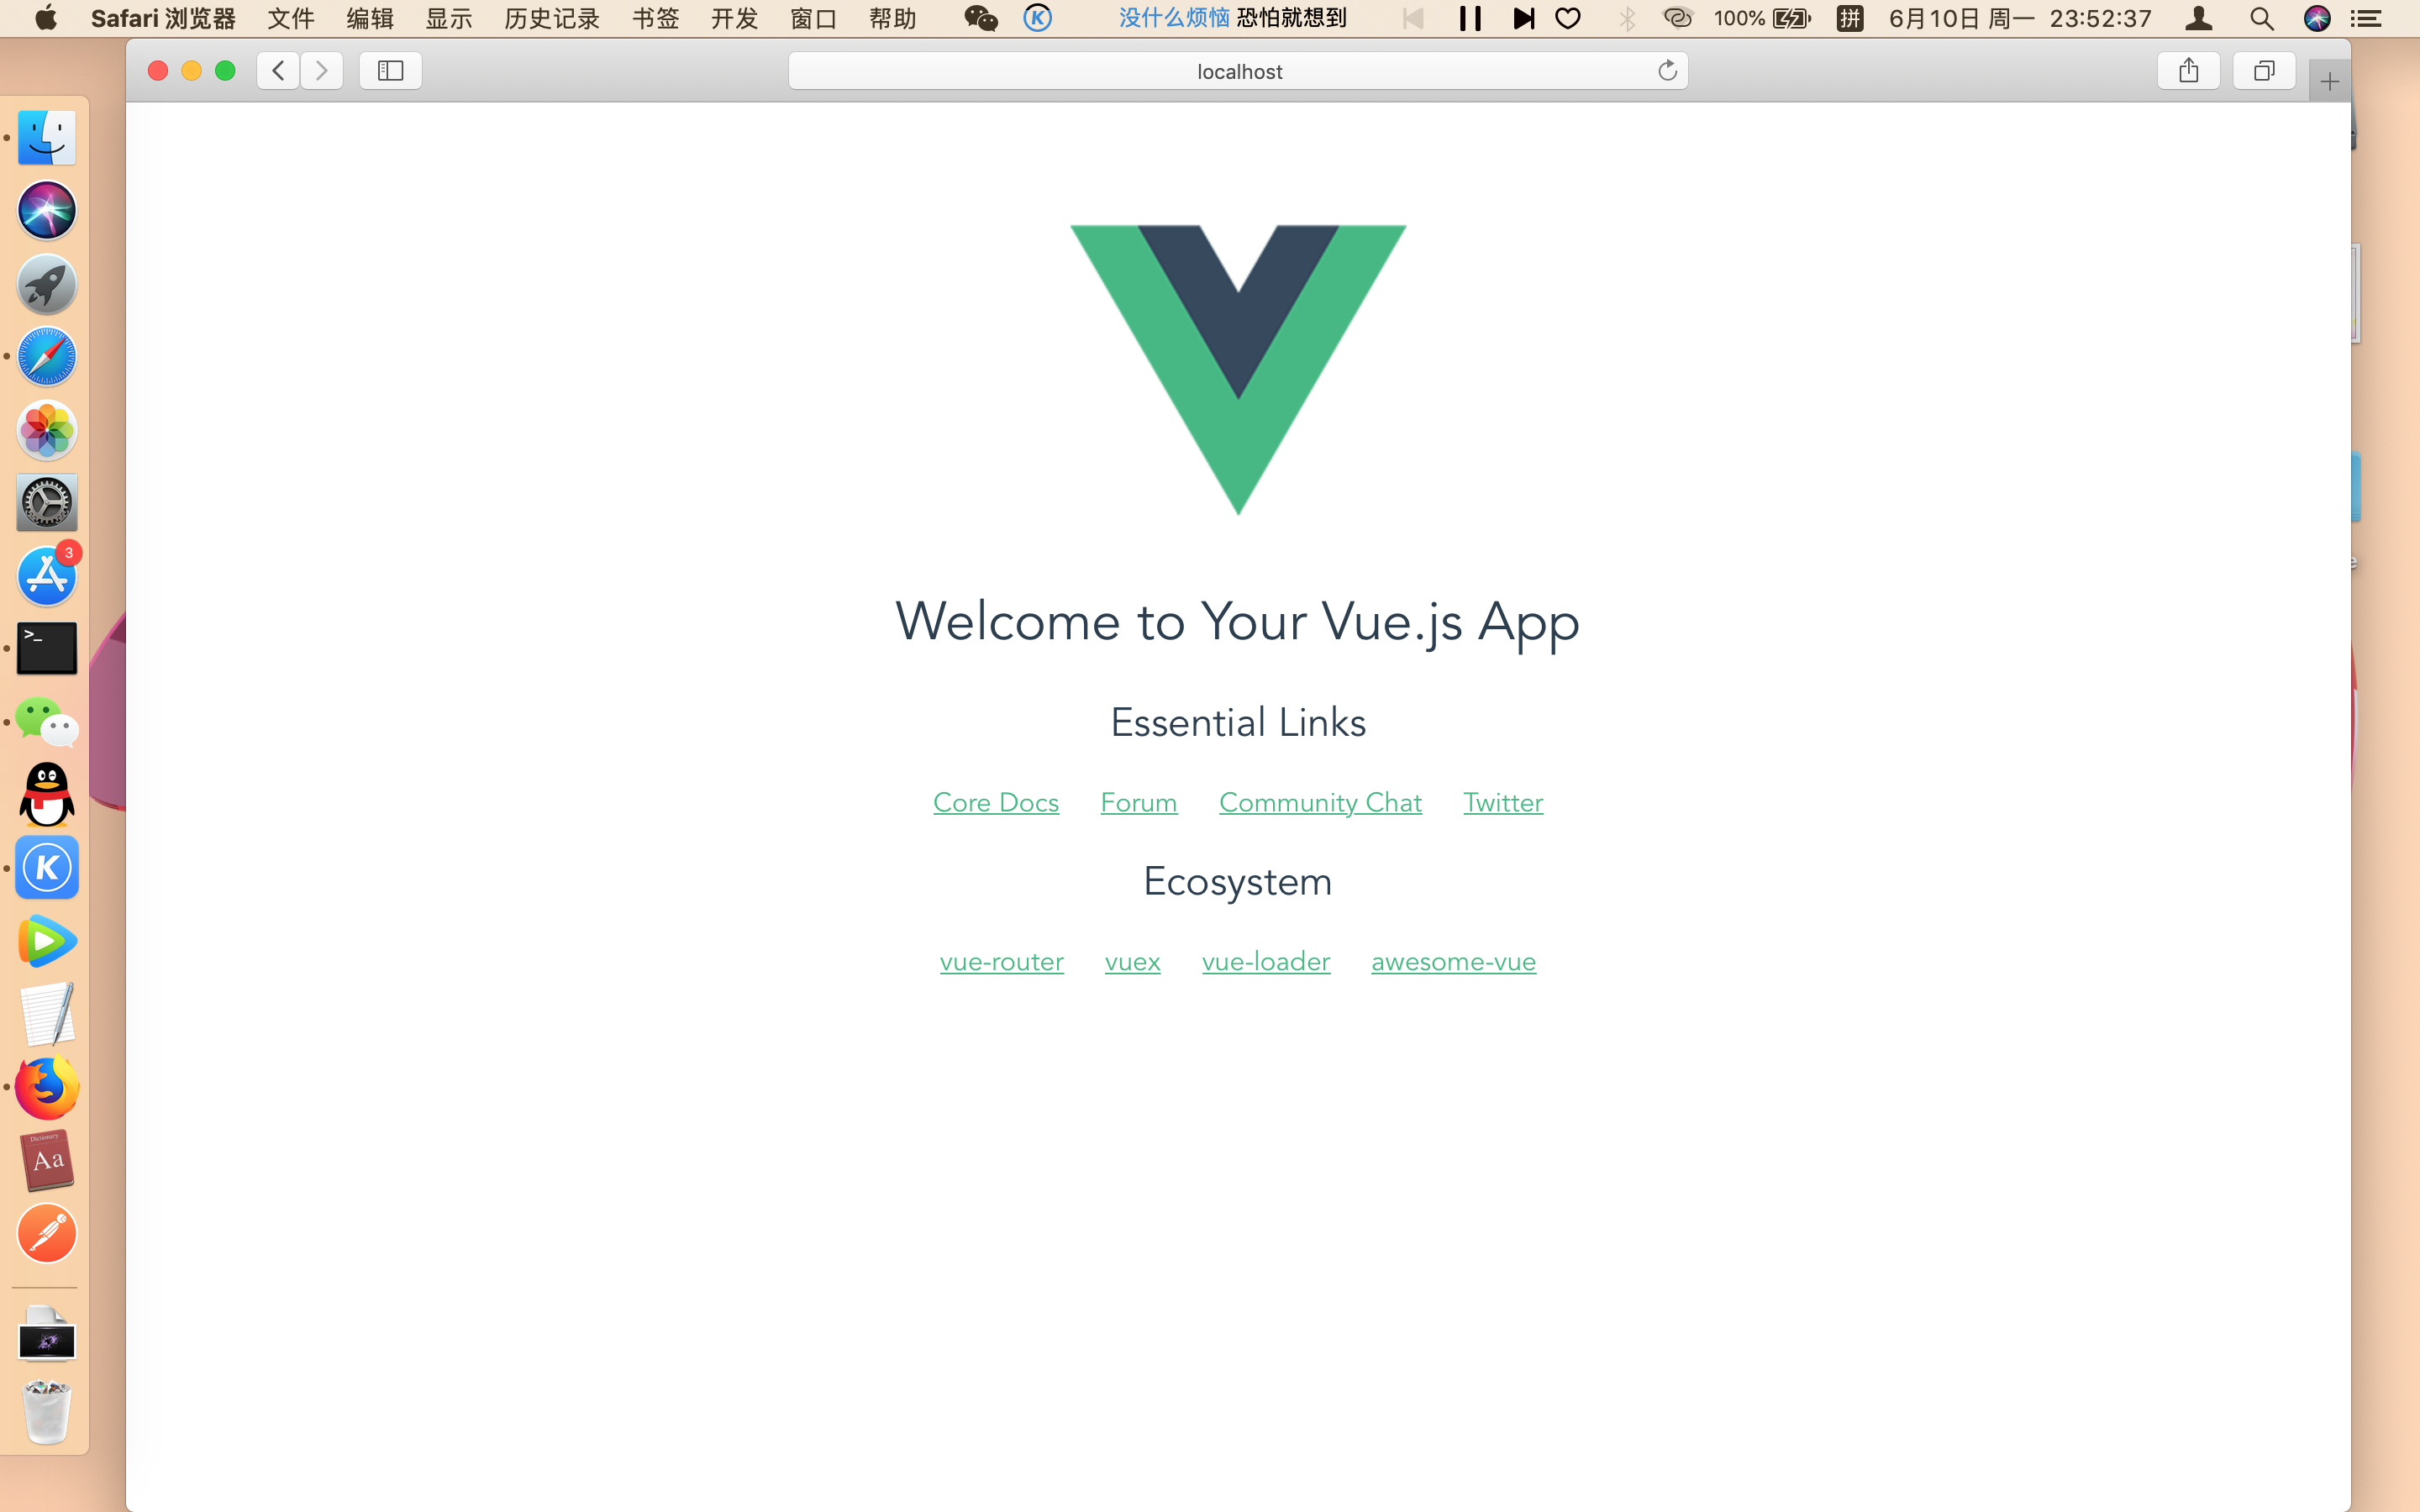 Safari 浏览器 文件 编辑 显示 历史记录 书签 开发 窗口 帮助 K 没什么烦恼 恐怕就想到 100% 拼 6月10日 周一 23:52:37
localhost
3
>_
K
Dictionary
Aa
Welcome to Your Vue.js App
Essential Links
Core Docs Forum Community Chat Twitter
Ecosystem
vue-router vuex vue-loader awesome-vue
e